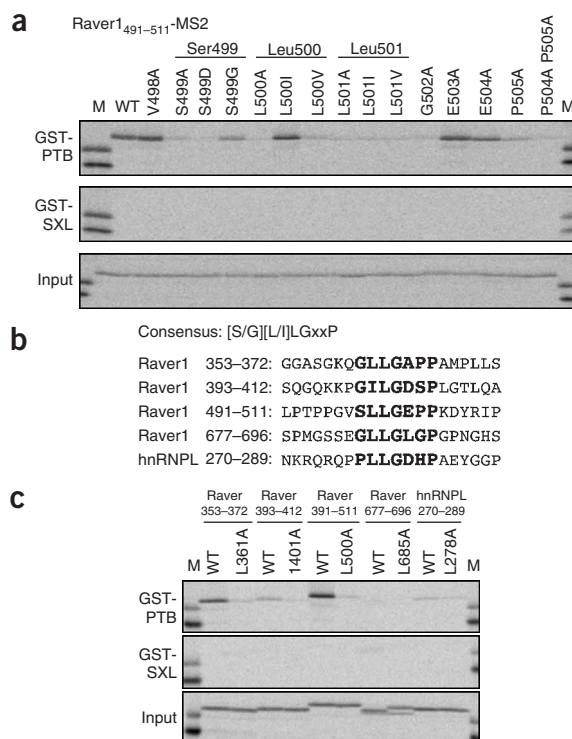 a
Raver1491–511-MS2
Ser499 Leu500 Leu501
M WT V498A S499A S499D S499G L500A L500I L500V L501A L501I L501V G502A E503A E504A P505A P504A P505A M
GST-
PTB
GST-
SXL
Input
b
Consensus: [S/G][L/I]LGxxP
Raver1 353–372: GGASGKQGLLGAPPAMPLLS
Raver1 393–412: SQGQKKPGILGDSPLGTLQA
Raver1 491–511: LPTPPGVSLLGEPPKDYRIP
Raver1 677–696: SPMGSSEGLLGLGPGPNGHS
hnRNPL 270–289: NKRQRQPPLLGDHPAEYGGP
c
Raver Raver Raver Raver hnRNPL
353–372 393–412 391–511 677–696 270–289
M WT L361A WT 1401A WT L500A WT L685A WT L278A M
GST-
PTB
GST-
SXL
Input